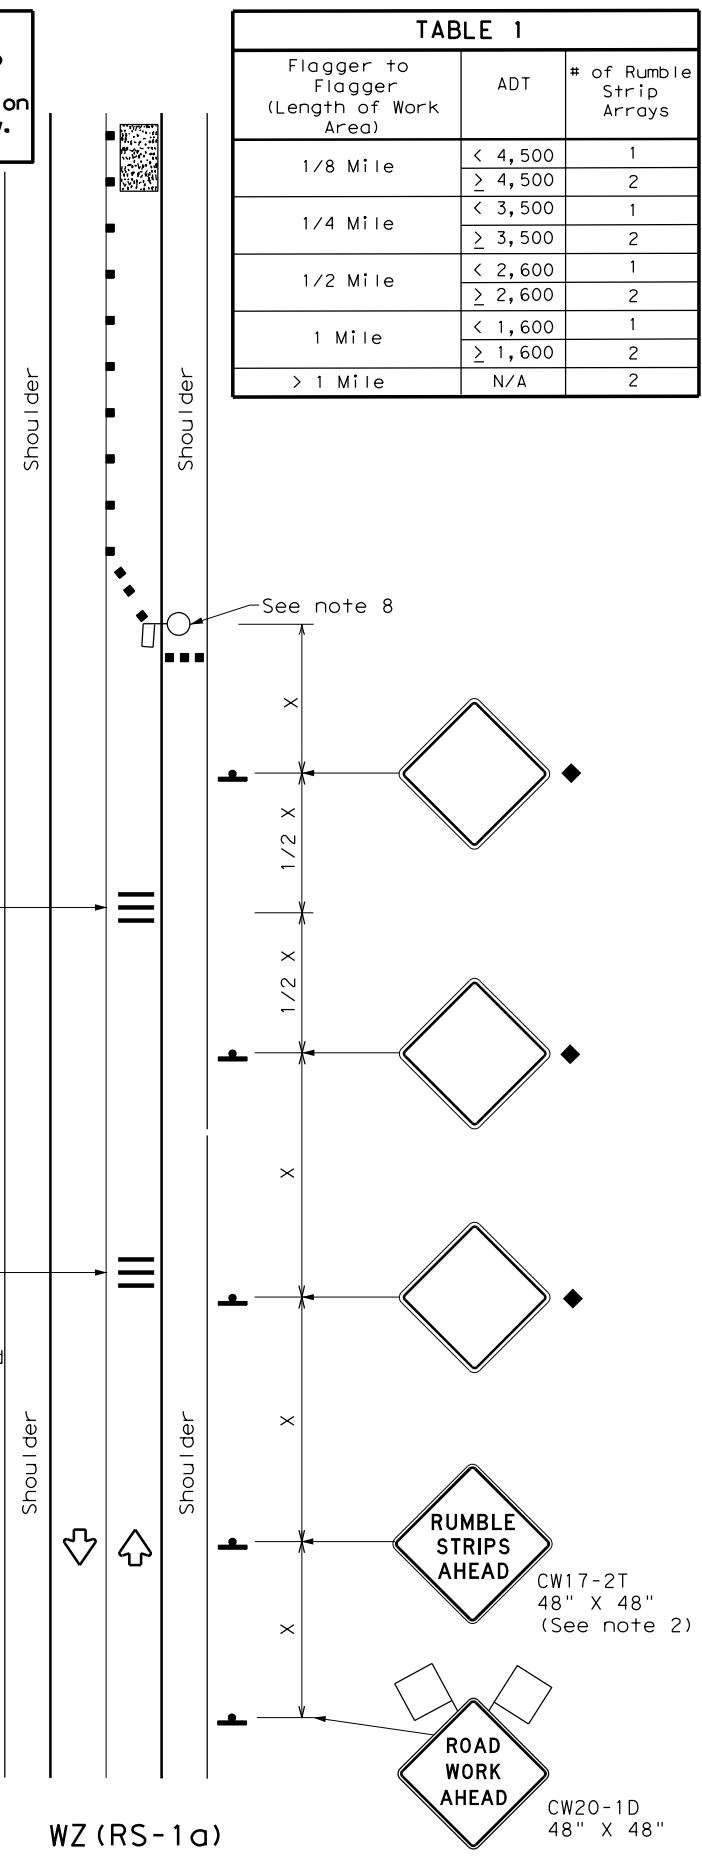 on
TABLE 1
Flagger to
Flagger
(Length of Work
Area)
ADT
# of Rumble
Strip
Arrays
1/8 Mile
< 4,500
1
≥ 4,500
2
1/4 Mile
< 3,500
1
≥ 3,500
2
1/2 Mile
< 2,600
1
≥ 2,600
2
1 Mile
< 1,600
1
≥ 1,600
2
> 1 Mile
N/A
2
Shoulder
Shoulder
See note 8
X
1/2 X
1/2 X
X
X
Shoulder
Shoulder
RUMBLE
STRIPS
AHEAD
CW17-2T
48" X 48"
(See note 2)
X
ROAD
WORK
AHEAD
CW20-1D
48" X 48"
WZ(RS-1a)